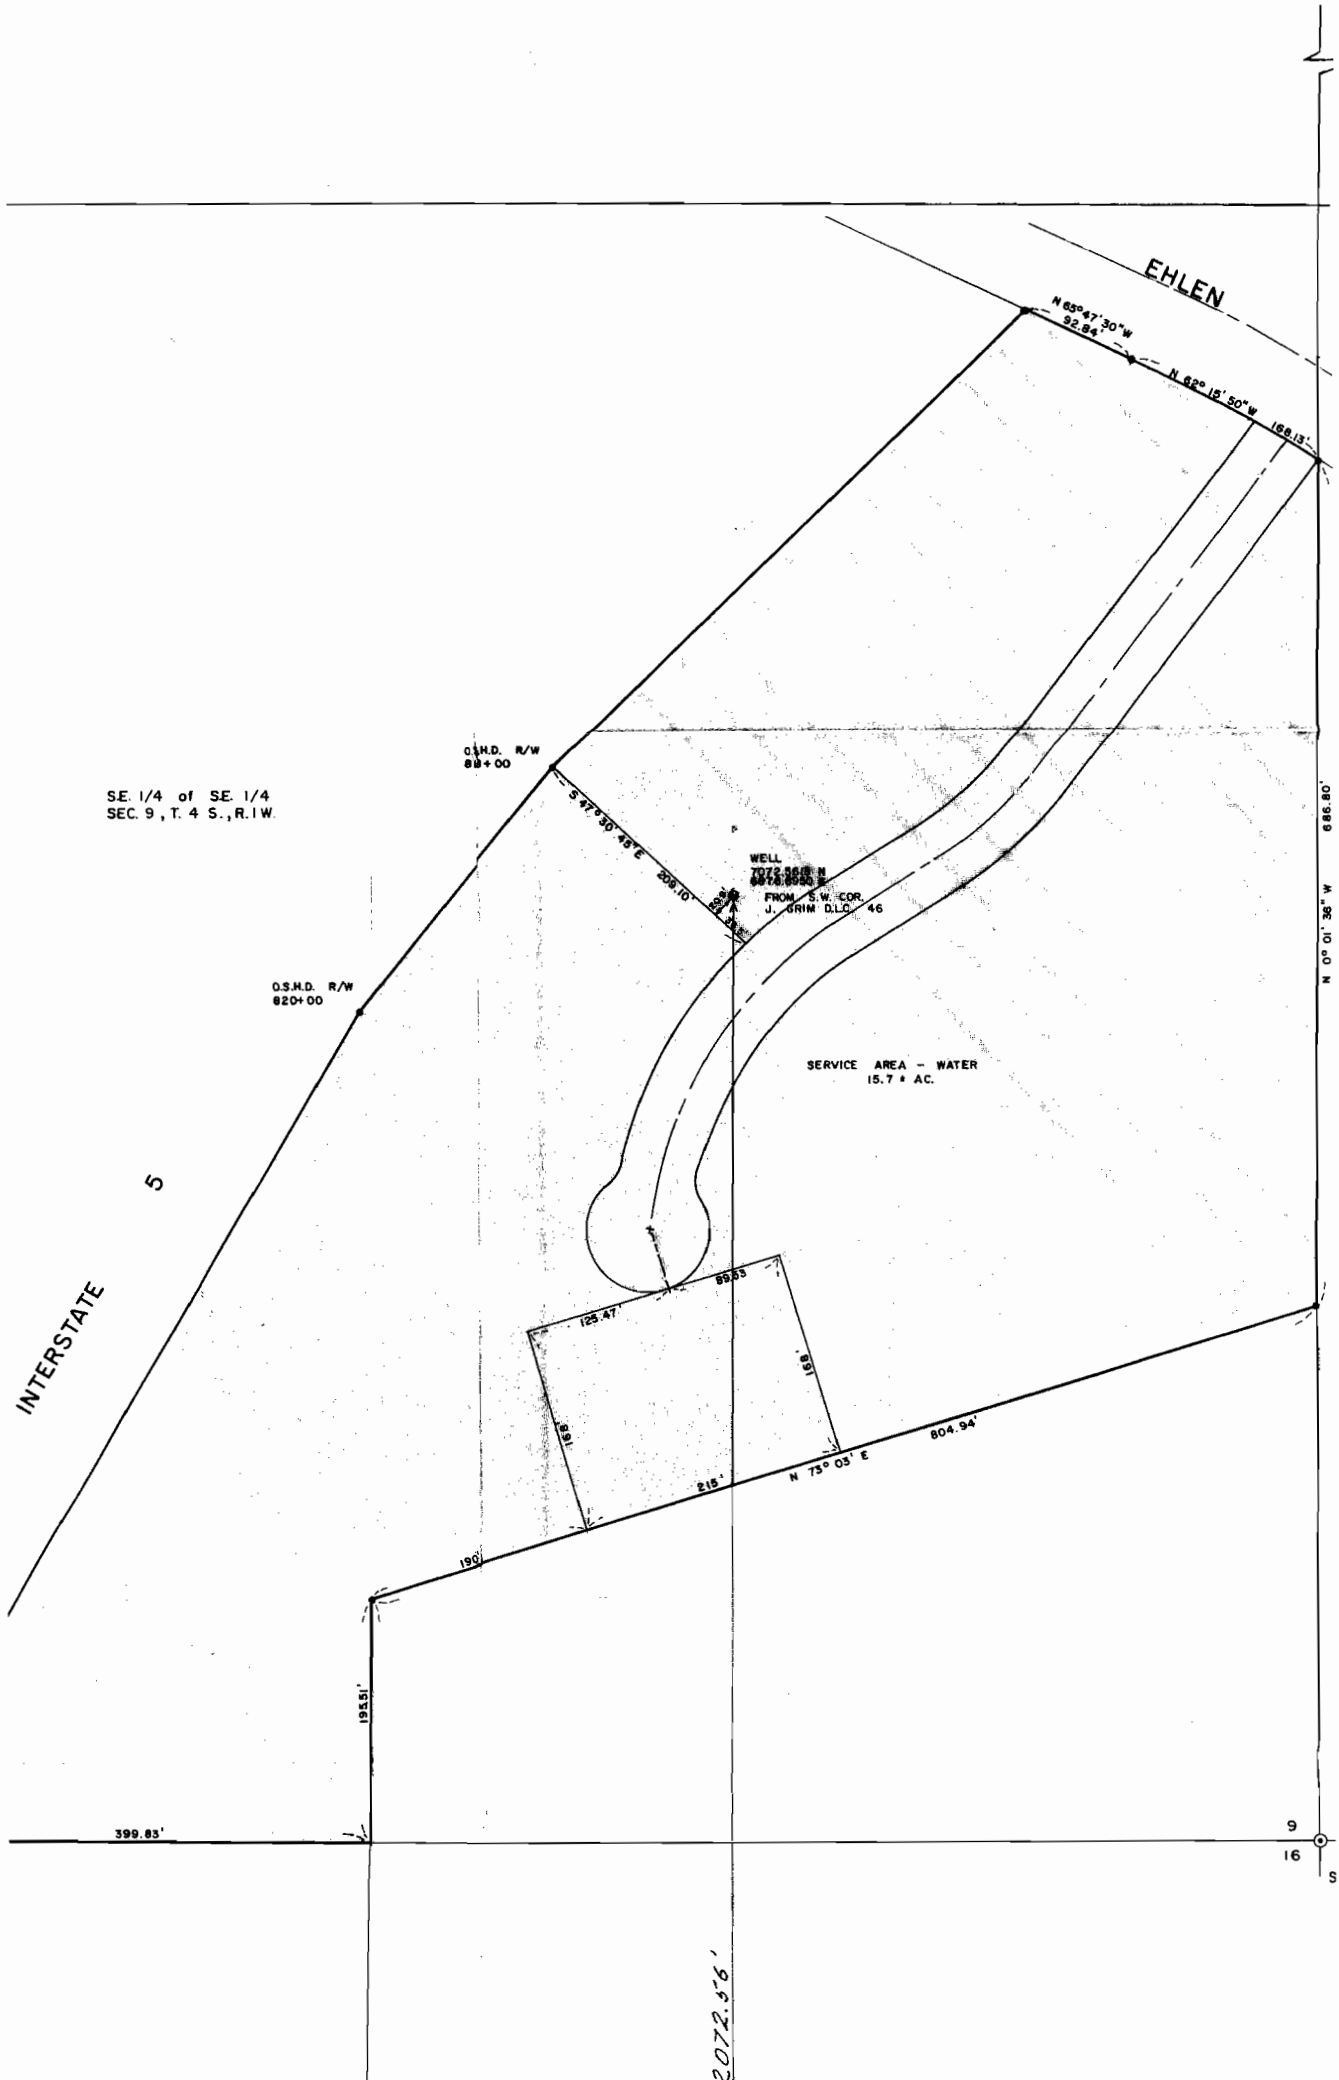 EHLEN
N 65° 47' 30" W
92.84'
N 62° 15' 50" W
168.13'
O.S.H.D. R/W
S.E. 1/4 of S.E. 1/4
SEC. 9, T. 4 S., R. 1 W.
S 47° 30' 45" E
209.10'
686.80'
N 0° 01' 36" W
WELL
FROM S.W. COR.
J. GRIM D.L.C. 46
O.S.H.D. R/W
820+00
SERVICE AREA - WATER
15.7 ± AC.
INTERSTATE 5
89.53
125.47'
168.'
168.'
804.94'
N 73° 03' E
215'
190'
195.51'
399.83'
9
16
S
2072.56'